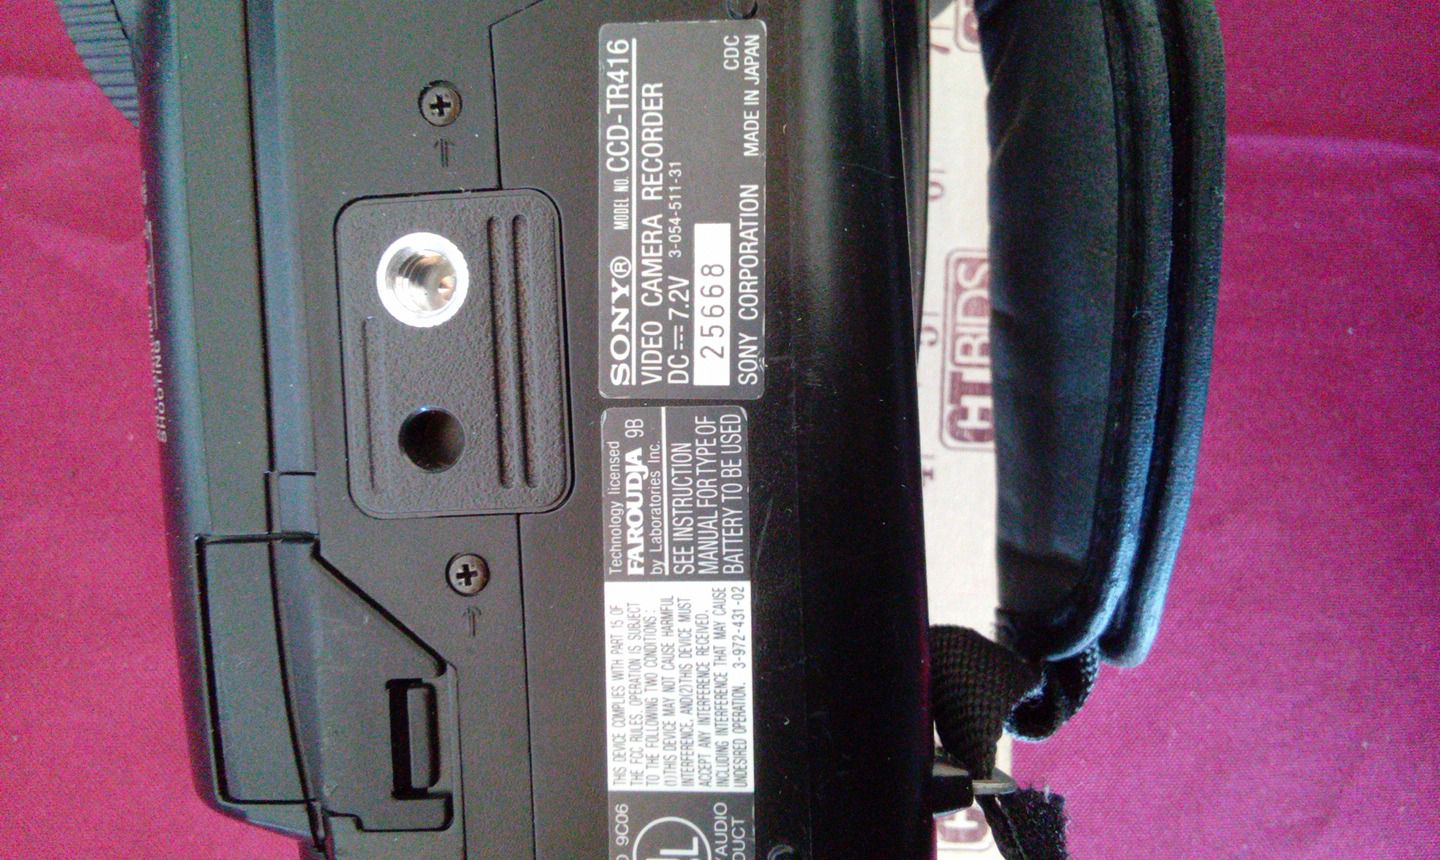 SONY® MODEL NO. CCD-TR416
VIDEO CAMERA RECORDER
DC 7.2V 3-054-511-31
25668 CDC
SONY CORPORATION MADE IN JAPAN
Technology licensed
FAROUDJA 9B
by Laboratories Inc.
SEE INSTRUCTION
MANUAL FOR TYPE OF
BATTERY TO BE USED
THIS DEVICE COMPLIES WITH PART 15 OF
THE FCC RULES. OPERATION IS SUBJECT
TO THE FOLLOWING TWO CONDITIONS:
(1)THIS DEVICE MAY NOT CAUSE HARMFUL
INTERFERENCE, AND(2)THIS DEVICE MUST
ACCEPT ANY INTERFERENCE RECEIVED,
INCLUDING INTERFERENCE THAT MAY CAUSE
UNDESIRED OPERATION. 3-972-431-02
9C06
SHOOTING
CTBIDS